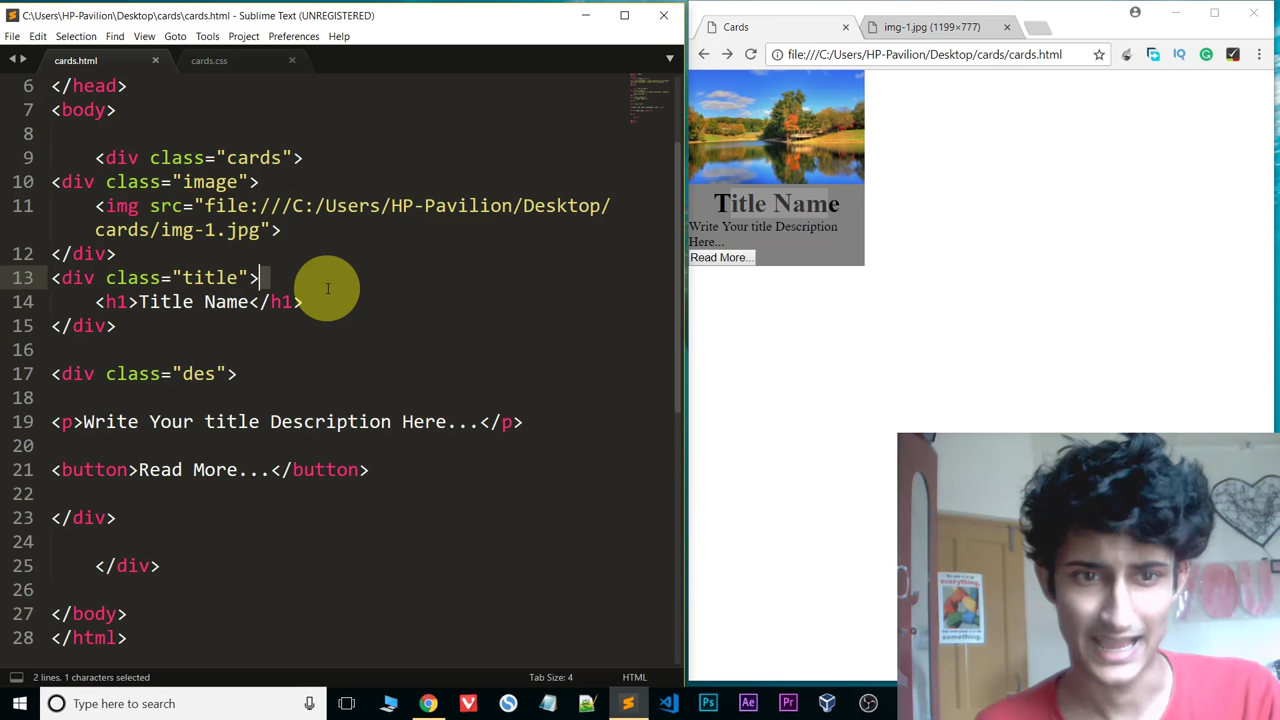 C:\Users\HP-Pavilion\Desktop\cards\cards.html - Sublime Text (UNREGISTERED)
File Edit Selection Find View Goto Tools Project Preferences Help
cards.html
cards.css
6 </head>
7 <body>
8
9 <div class="cards">
10 <div class="image">
11 <img src="file:///C:/Users/HP-Pavilion/Desktop/
cards/img-1.jpg">
12 </div>
13 <div class="title">
14 <h1>Title Name</h1>
15 </div>
16
17 <div class="des">
18
19 <p>Write Your title Description Here...</p>
20
21 <button>Read More...</button>
22
23 </div>
24
25 </div>
26
27 </body>
28 </html>
2 lines, 1 characters selected
Tab Size: 4
HTML
Cards
img-1.jpg (1199×777)
file:///C:/Users/HP-Pavilion/Desktop/cards/cards.html
Title Name
Write Your title Description
Here...
Read More...
everything.
something.
Type here to search
Ps
Ae
Pr